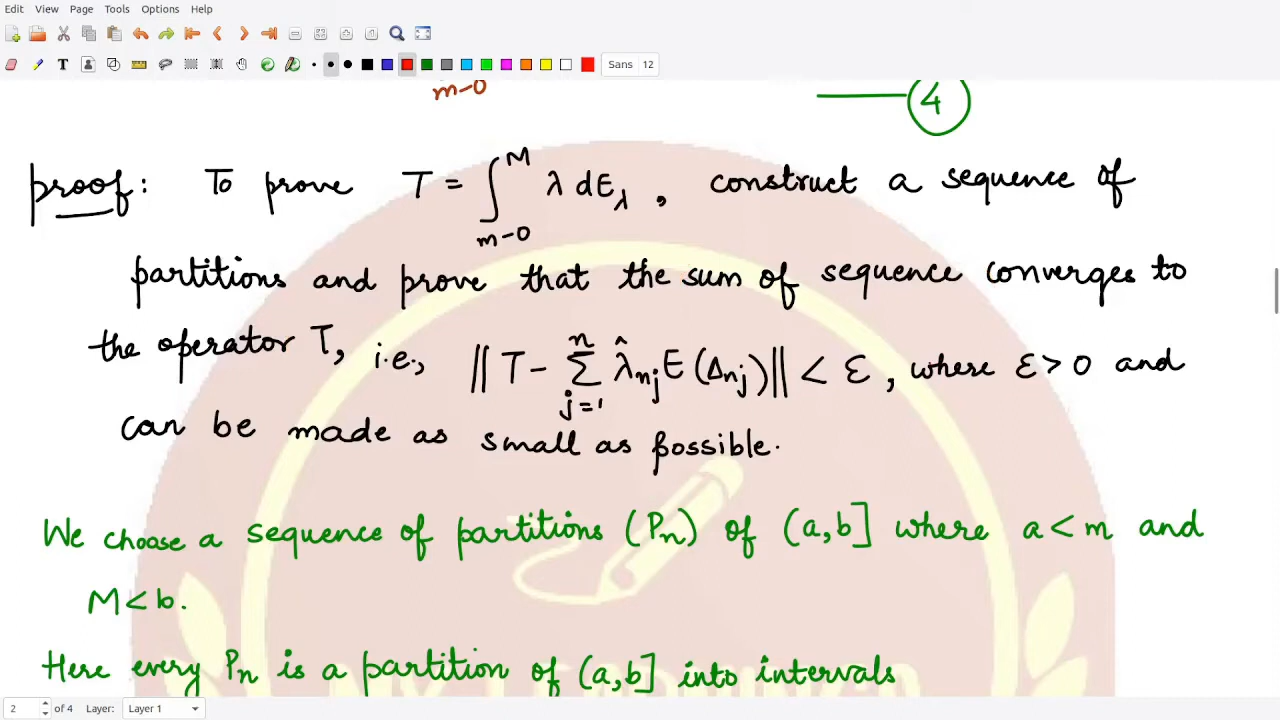 Edit View Page Tools Options Help
Sans 12
m-0
4
proof: To prove T = ∫_{m-0}^{M} λ dE_λ , construct a sequence of
partitions and prove that the sum of sequence converges to
the operator T, i.e., || T - Σ_{j=1}^{n} λ̂_{nj} E(Δ_{nj}) || < ε, where ε > 0 and
can be made as small as possible.
We choose a sequence of partitions (P_n) of (a,b] where a < m and
M < b.
Here every P_n is a partition of (a,b] into intervals
2 of 4 Layer: Layer 1